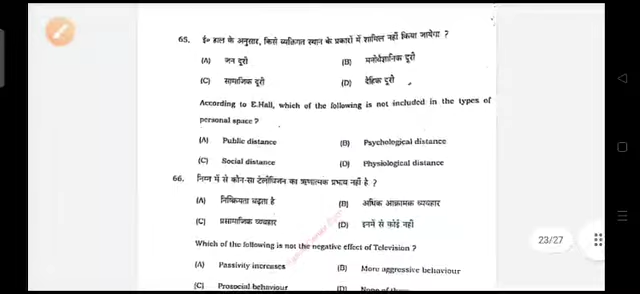 65. ई० हाल के अनुसार, किसे व्यक्तिगत स्थान के प्रकारों में शामिल नहीं किया जायेगा ?
(A) जन दूरी (B) मनोवैज्ञानिक दूरी
(C) सामाजिक दूरी (D) दैहिक दूरी
According to E.Hall, which of the following is not included in the types of
personal space ?
(A) Public distance (B) Psychological distance
(C) Social distance (D) Physiological distance
66. निम्न में से कौन-सा टेलीविजन का ऋणात्मक प्रभाव नहीं है ?
(A) निष्क्रियता बढ़ता है (B) अधिक आक्रामक व्यवहार
(C) प्रसामाजिक व्यवहार (D) इनमें से कोई नहीं
Which of the following is not the negative effect of Television ?
23/27
(A) Passivity increases (B) More aggressive behaviour
(C) Prosocial behaviour (D) None of